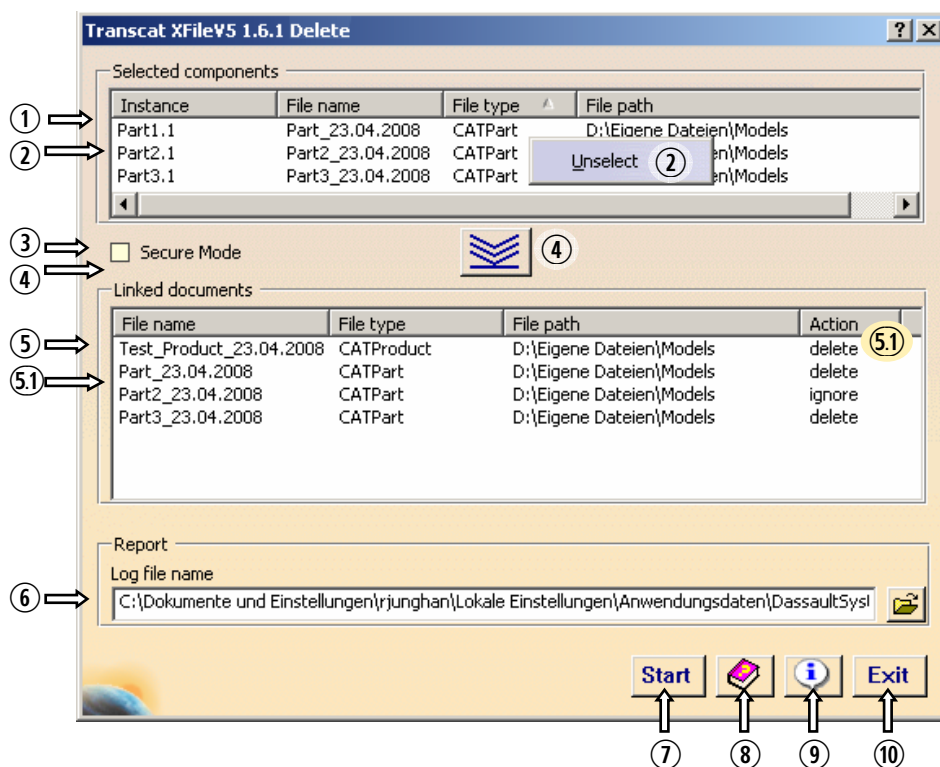 Transcat XFileV5 1.6.1 Delete
Selected components
Instance File name File type File path
① Part1.1 Part_23.04.2008 CATPart D:\Eigene Dateien\Models
② Part2.1 Part2_23.04.2008 CATPart en\Models
Unselect ②
Part3.1 Part3_23.04.2008 CATPart en\Models
③ Secure Mode ④
④
Linked documents
File name File type File path Action
⑤ Test_Product_23.04.2008 CATProduct D:\Eigene Dateien\Models delete 5.1
5.1 Part_23.04.2008 CATPart D:\Eigene Dateien\Models delete
Part2_23.04.2008 CATPart D:\Eigene Dateien\Models ignore
Part3_23.04.2008 CATPart D:\Eigene Dateien\Models delete
Report
Log file name
⑥ C:\Dokumente und Einstellungen\rjunghan\Lokale Einstellungen\Anwendungsdaten\DassaultSys
Start Exit
⑦ ⑧ ⑨ ⑩